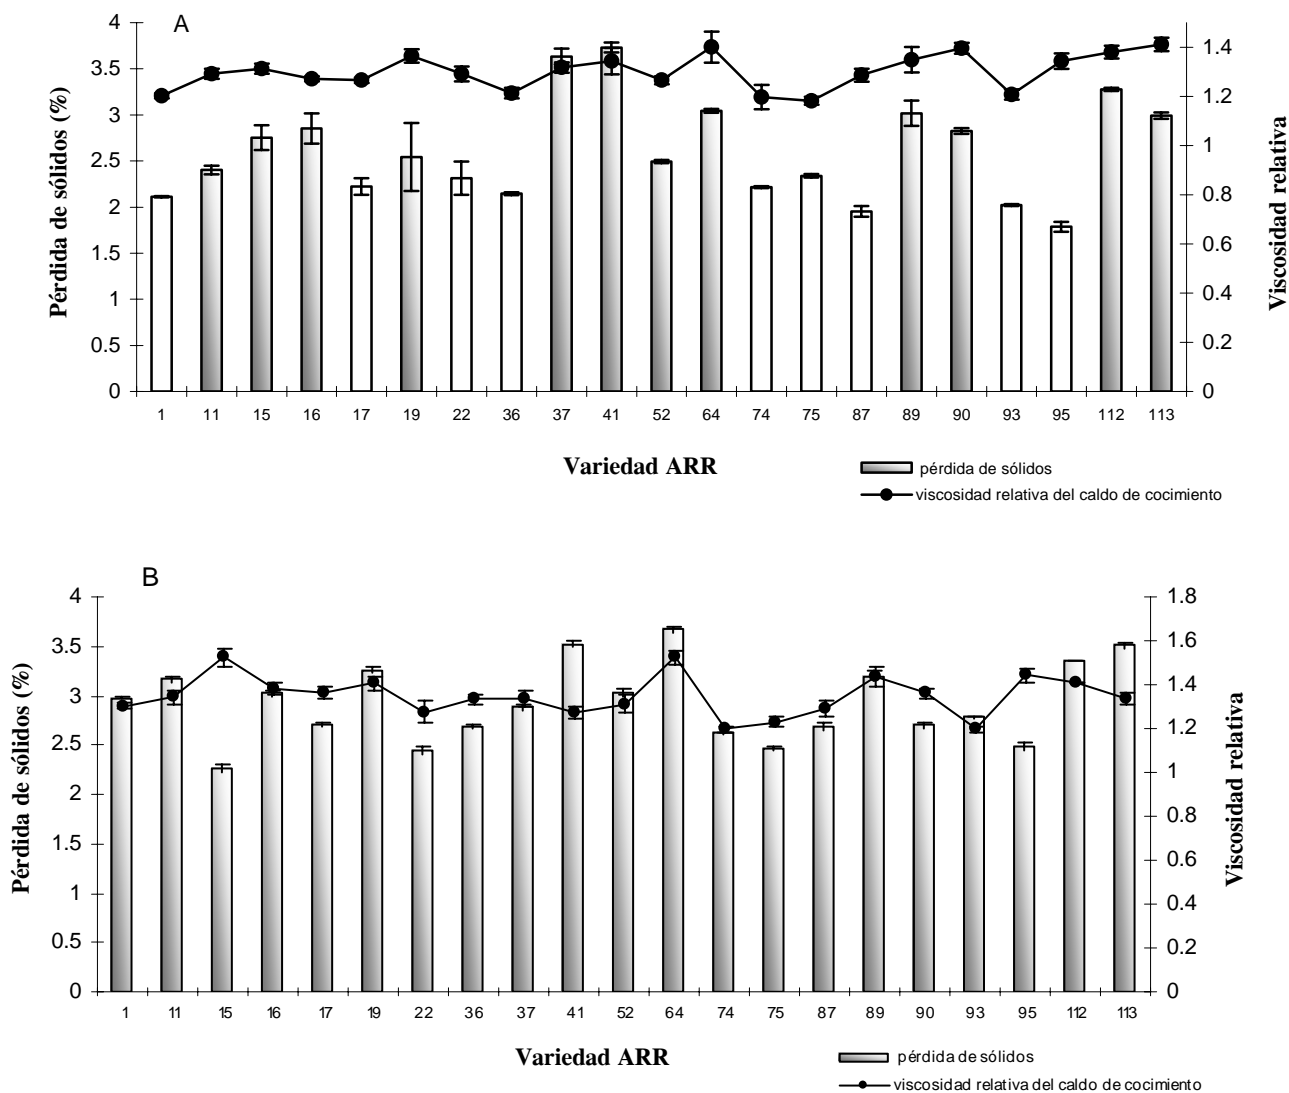 A
Pérdida de sólidos (%)
4
3.5
3
2.5
2
1.5
1
0.5
0
1.4
1.2
1
0.8
0.6
0.4
0.2
0
Viscosidad relativa
1 11 15 16 17 19 22 36 37 41 52 64 74 75 87 89 90 93 95 112 113
Variedad ARR
pérdida de sólidos
viscosidad relativa del caldo de cocimiento
B
Pérdida de sólidos (%)
4
3.5
3
2.5
2
1.5
1
0.5
0
1.8
1.6
1.4
1.2
1
0.8
0.6
0.4
0.2
0
Viscosidad relativa
1 11 15 16 17 19 22 36 37 41 52 64 74 75 87 89 90 93 95 112 113
Variedad ARR
pérdida de sólidos
viscosidad relativa del caldo de cocimiento